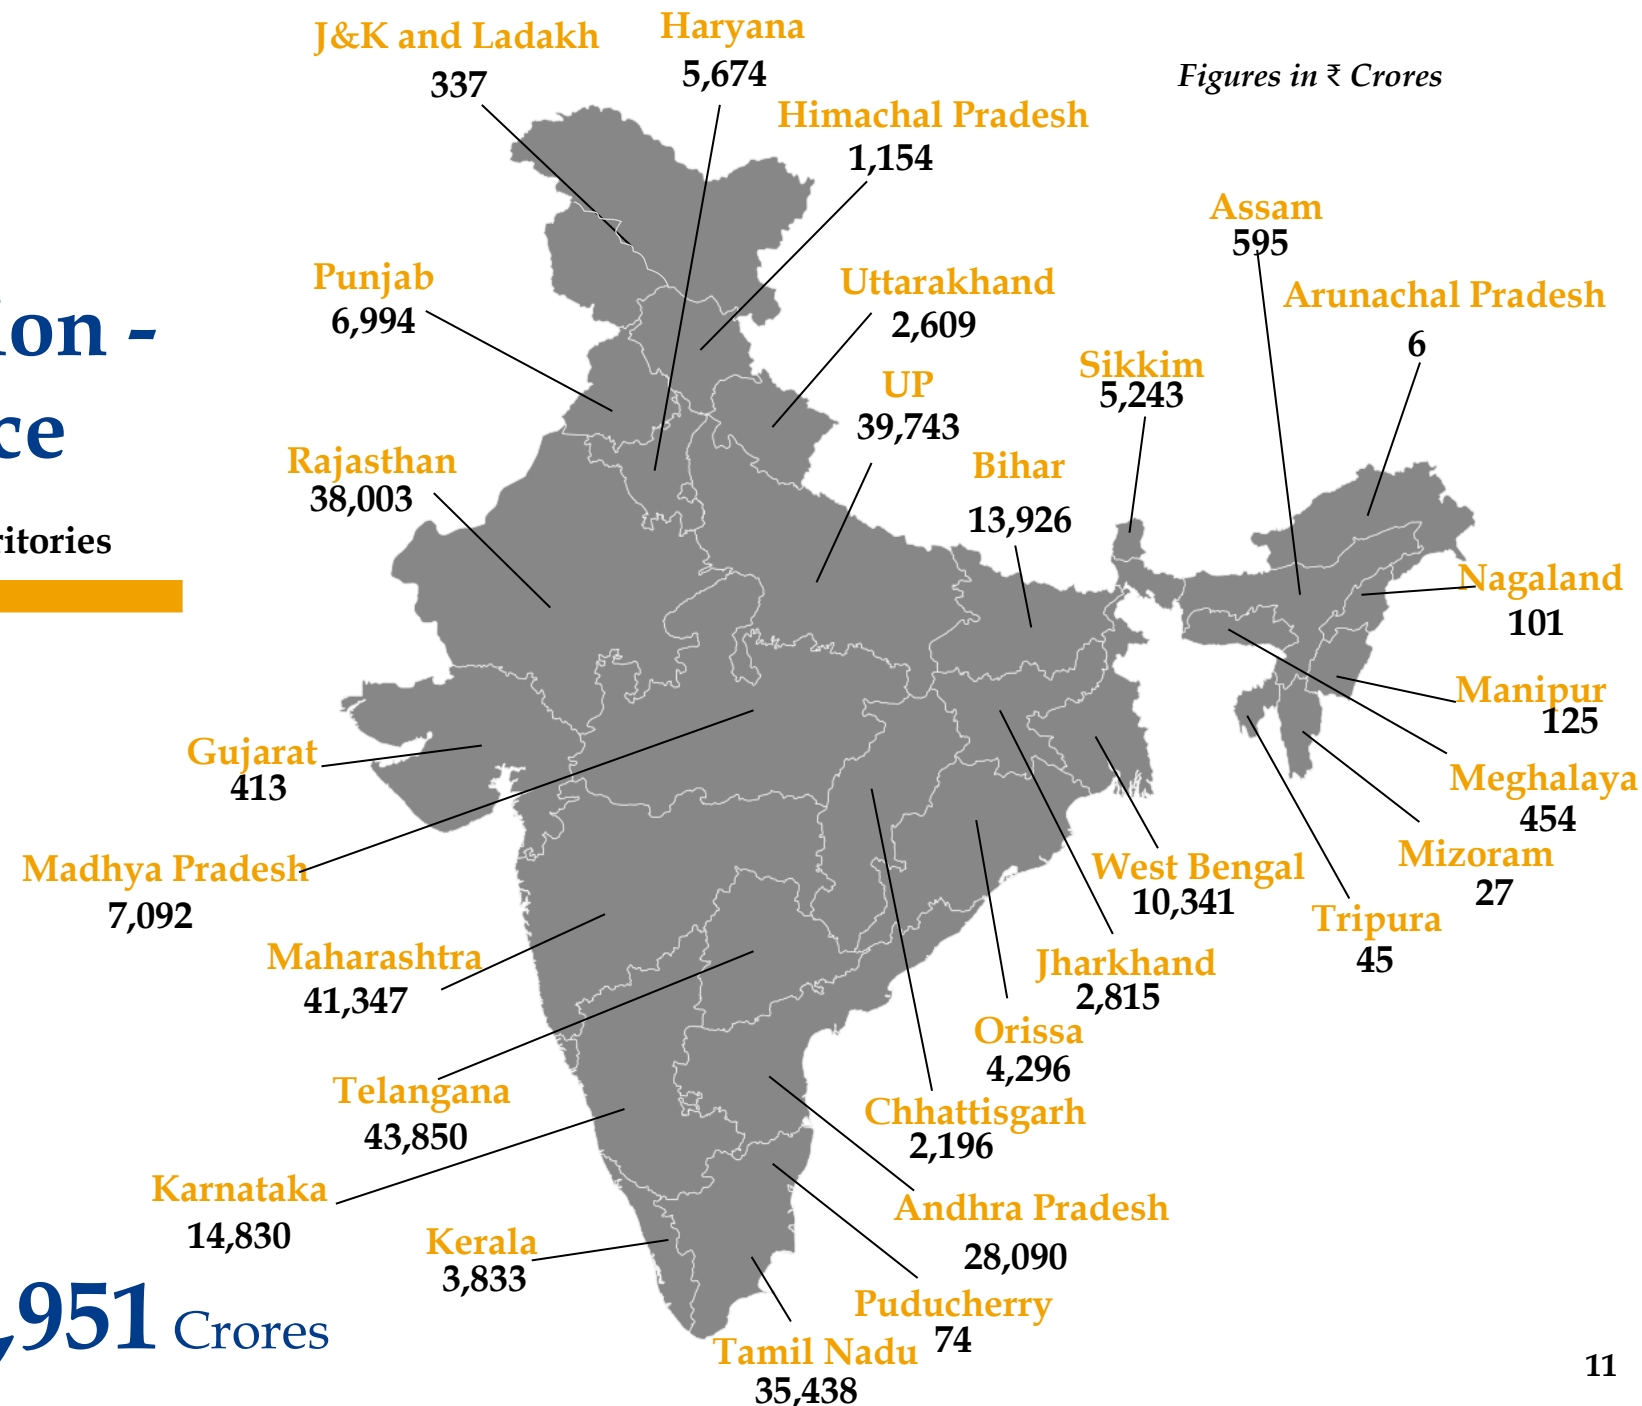 J&K and Ladakh
337
Haryana
5,674
Figures in ₹ Crores
Himachal Pradesh
1,154
Assam
595
Punjab
6,994
Uttarakhand
2,609
Arunachal Pradesh
6
ion -
ce
Sikkim
5,243
UP
39,743
Rajasthan
38,003
Bihar
13,926
ritories
Nagaland
101
Manipur
125
Gujarat
413
Meghalaya
454
Madhya Pradesh
7,092
West Bengal
10,341
Mizoram
27
Tripura
45
Maharashtra
41,347
Jharkhand
2,815
Orissa
4,296
Telangana
43,850
Chhattisgarh
2,196
Karnataka
14,830
Andhra Pradesh
28,090
Kerala
3,833
Puducherry
74
,951 Crores
Tamil Nadu
35,438
11